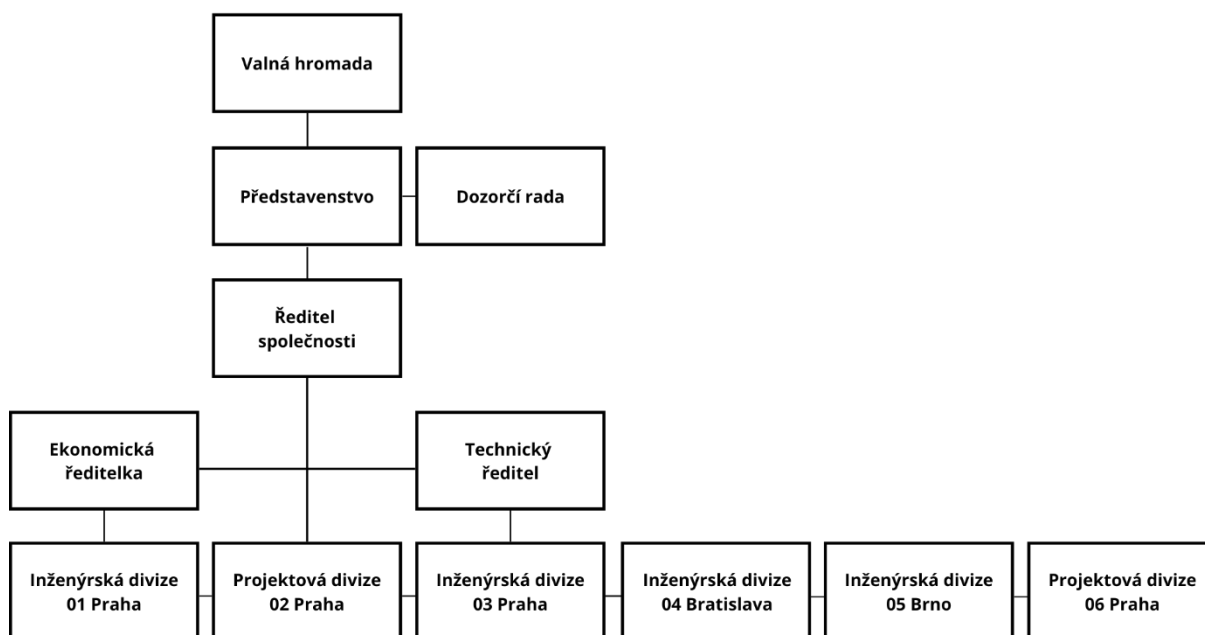 Valná hromada
Představenstvo
Dozorčí rada
Ředitel
společnosti
Ekonomická
ředitelka
Technický
ředitel
Inženýrská divize
01 Praha
Projektová divize
02 Praha
Inženýrská divize
03 Praha
Inženýrská divize
04 Bratislava
Inženýrská divize
05 Brno
Projektová divize
06 Praha